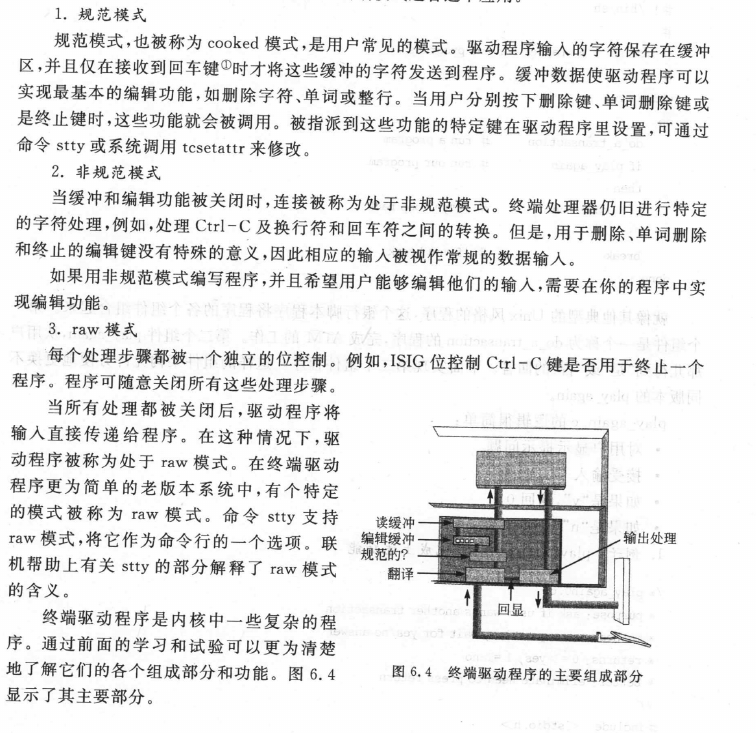 1. 规范模式
规范模式,也被称为 cooked 模式,是用户常见的模式。驱动程序输入的字符保存在缓冲
区,并且仅在接收到回车键①时才将这些缓冲的字符发送到程序。缓冲数据使驱动程序可以
实现最基本的编辑功能,如删除字符、单词或整行。当用户分别按下删除键、单词删除键或
是终止键时,这些功能就会被调用。被指派到这些功能的特定键在驱动程序里设置,可通过
命令 stty 或系统调用 tcsetattr 来修改。
2. 非规范模式
当缓冲和编辑功能被关闭时,连接被称为处于非规范模式。终端处理器仍旧进行特定
的字符处理,例如,处理 Ctrl-C 及换行符和回车符之间的转换。但是,用于删除、单词删除
和终止的编辑键没有特殊的意义,因此相应的输入被视作常规的数据输入。
如果用非规范模式编写程序,并且希望用户能够编辑他们的输入,需要在你的程序中实
现编辑功能。
3. raw 模式
每个处理步骤都被一个独立的位控制。例如,ISIG 位控制 Ctrl-C 键是否用于终止一个
程序。程序可随意关闭所有这些处理步骤。
当所有处理都被关闭后,驱动程序将
输入直接传递给程序。在这种情况下,驱
动程序被称为处于 raw 模式。在终端驱动
程序更为简单的老版本系统中,有个特定
的模式被称为 raw 模式。命令 stty 支持
raw 模式,将它作为命令行的一个选项。联
机帮助上有关 stty 的部分解释了 raw 模式
的含义。
终端驱动程序是内核中一些复杂的程
序。通过前面的学习和试验可以更为清楚
地了解它们的各个组成部分和功能。图 6.4
显示了其主要部分。
读缓冲
编辑缓冲
规范的?
翻译
输出处理
回显
图 6.4 终端驱动程序的主要组成部分